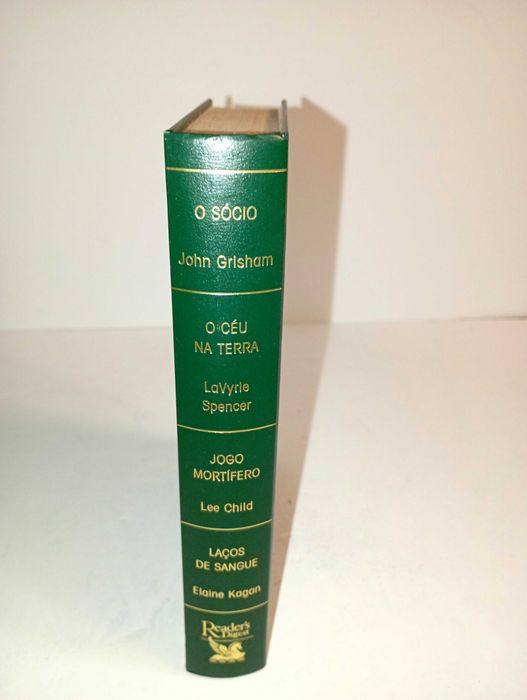 O SÓCIO
John Grisham
O CÉU
NA TERRA
LaVyrle
Spencer
JOGO
MORTÍFERO
Lee Child
LAÇOS
DE SANGUE
Elaine Kagan
Reader's
Digest